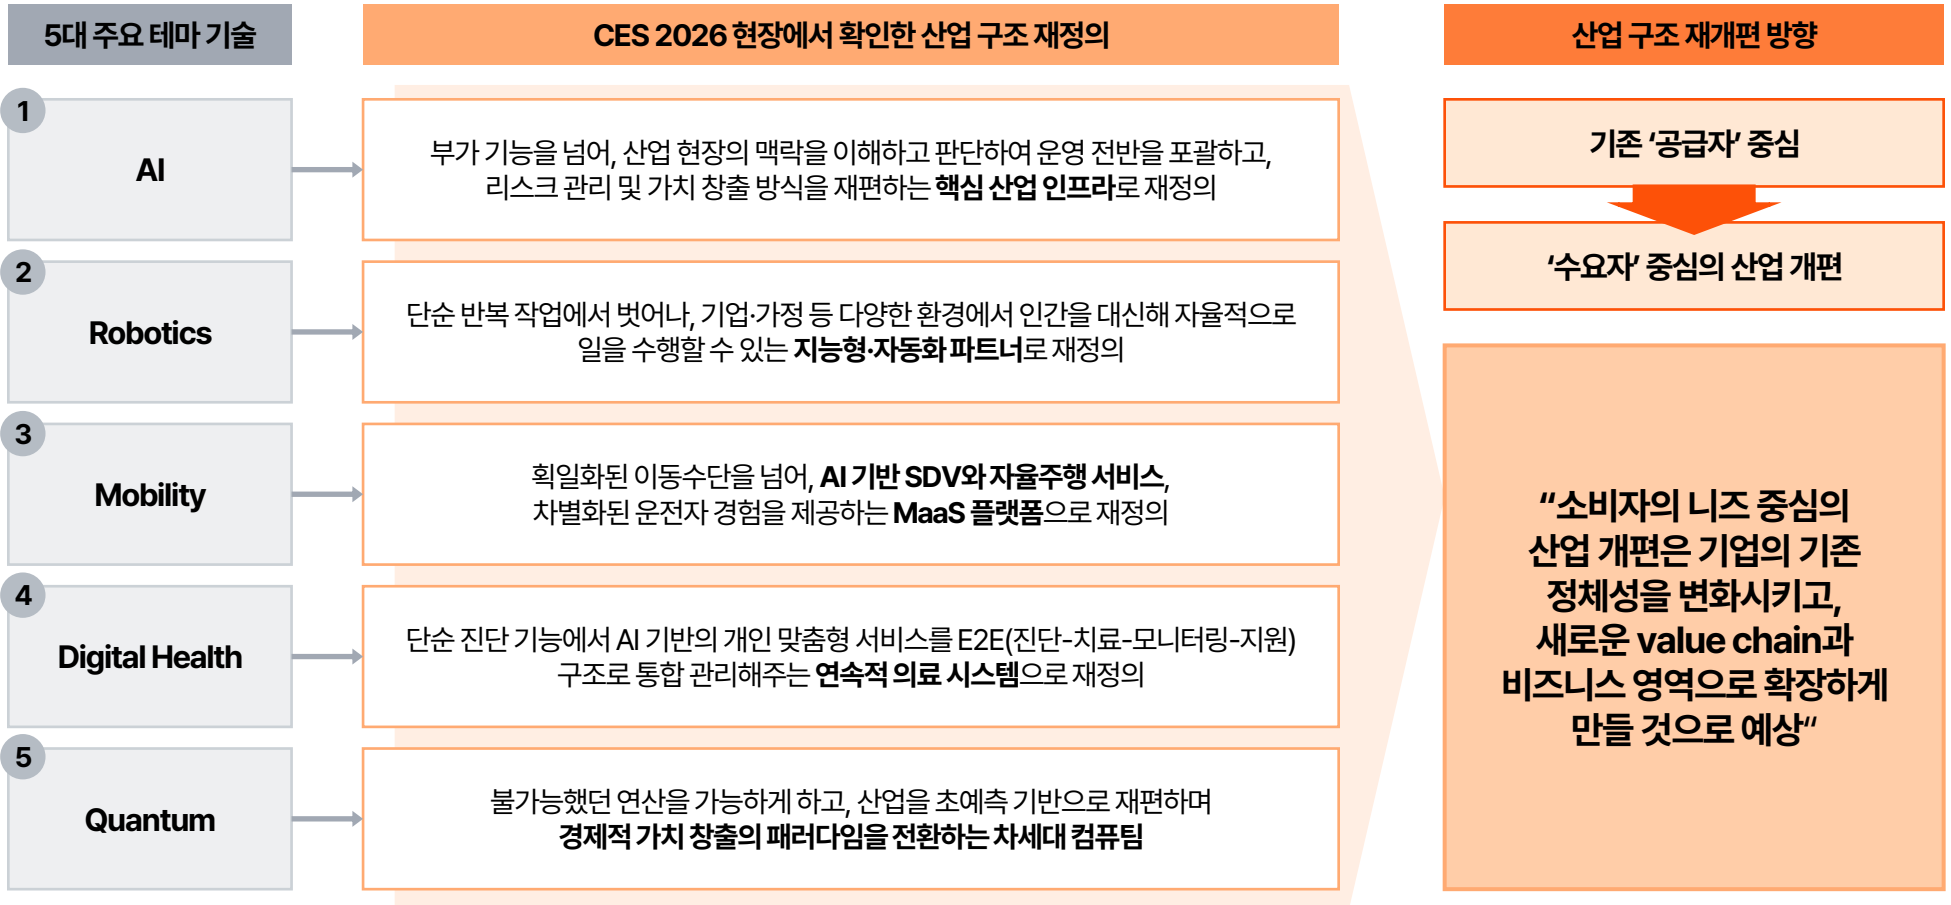 5대 주요 테마 기술
CES 2026 현장에서 확인한 산업 구조 재정의
산업 구조 재개편 방향
1
AI
부가 기능을 넘어, 산업 현장의 맥락을 이해하고 판단하여 운영 전반을 포괄하고,
리스크 관리 및 가치 창출 방식을 재편하는 핵심 산업 인프라로 재정의
2
Robotics
단순 반복 작업에서 벗어나, 기업·가정 등 다양한 환경에서 인간을 대신해 자율적으로
일을 수행할 수 있는 지능형·자동화 파트너로 재정의
3
Mobility
획일화된 이동수단을 넘어, AI 기반 SDV와 자율주행 서비스,
차별화된 운전자 경험을 제공하는 MaaS 플랫폼으로 재정의
4
Digital Health
단순 진단 기능에서 AI 기반의 개인 맞춤형 서비스를 E2E(진단-치료-모니터링-지원)
구조로 통합 관리해주는 연속적 의료 시스템으로 재정의
5
Quantum
불가능했던 연산을 가능하게 하고, 산업을 초예측 기반으로 재편하며
경제적 가치 창출의 패러다임을 전환하는 차세대 컴퓨팀
기존 ‘공급자’ 중심
‘수요자’ 중심의 산업 개편
“소비자의 니즈 중심의
산업 개편은 기업의 기존
정체성을 변화시키고,
새로운 value chain과
비즈니스 영역으로 확장하게
만들 것으로 예상“